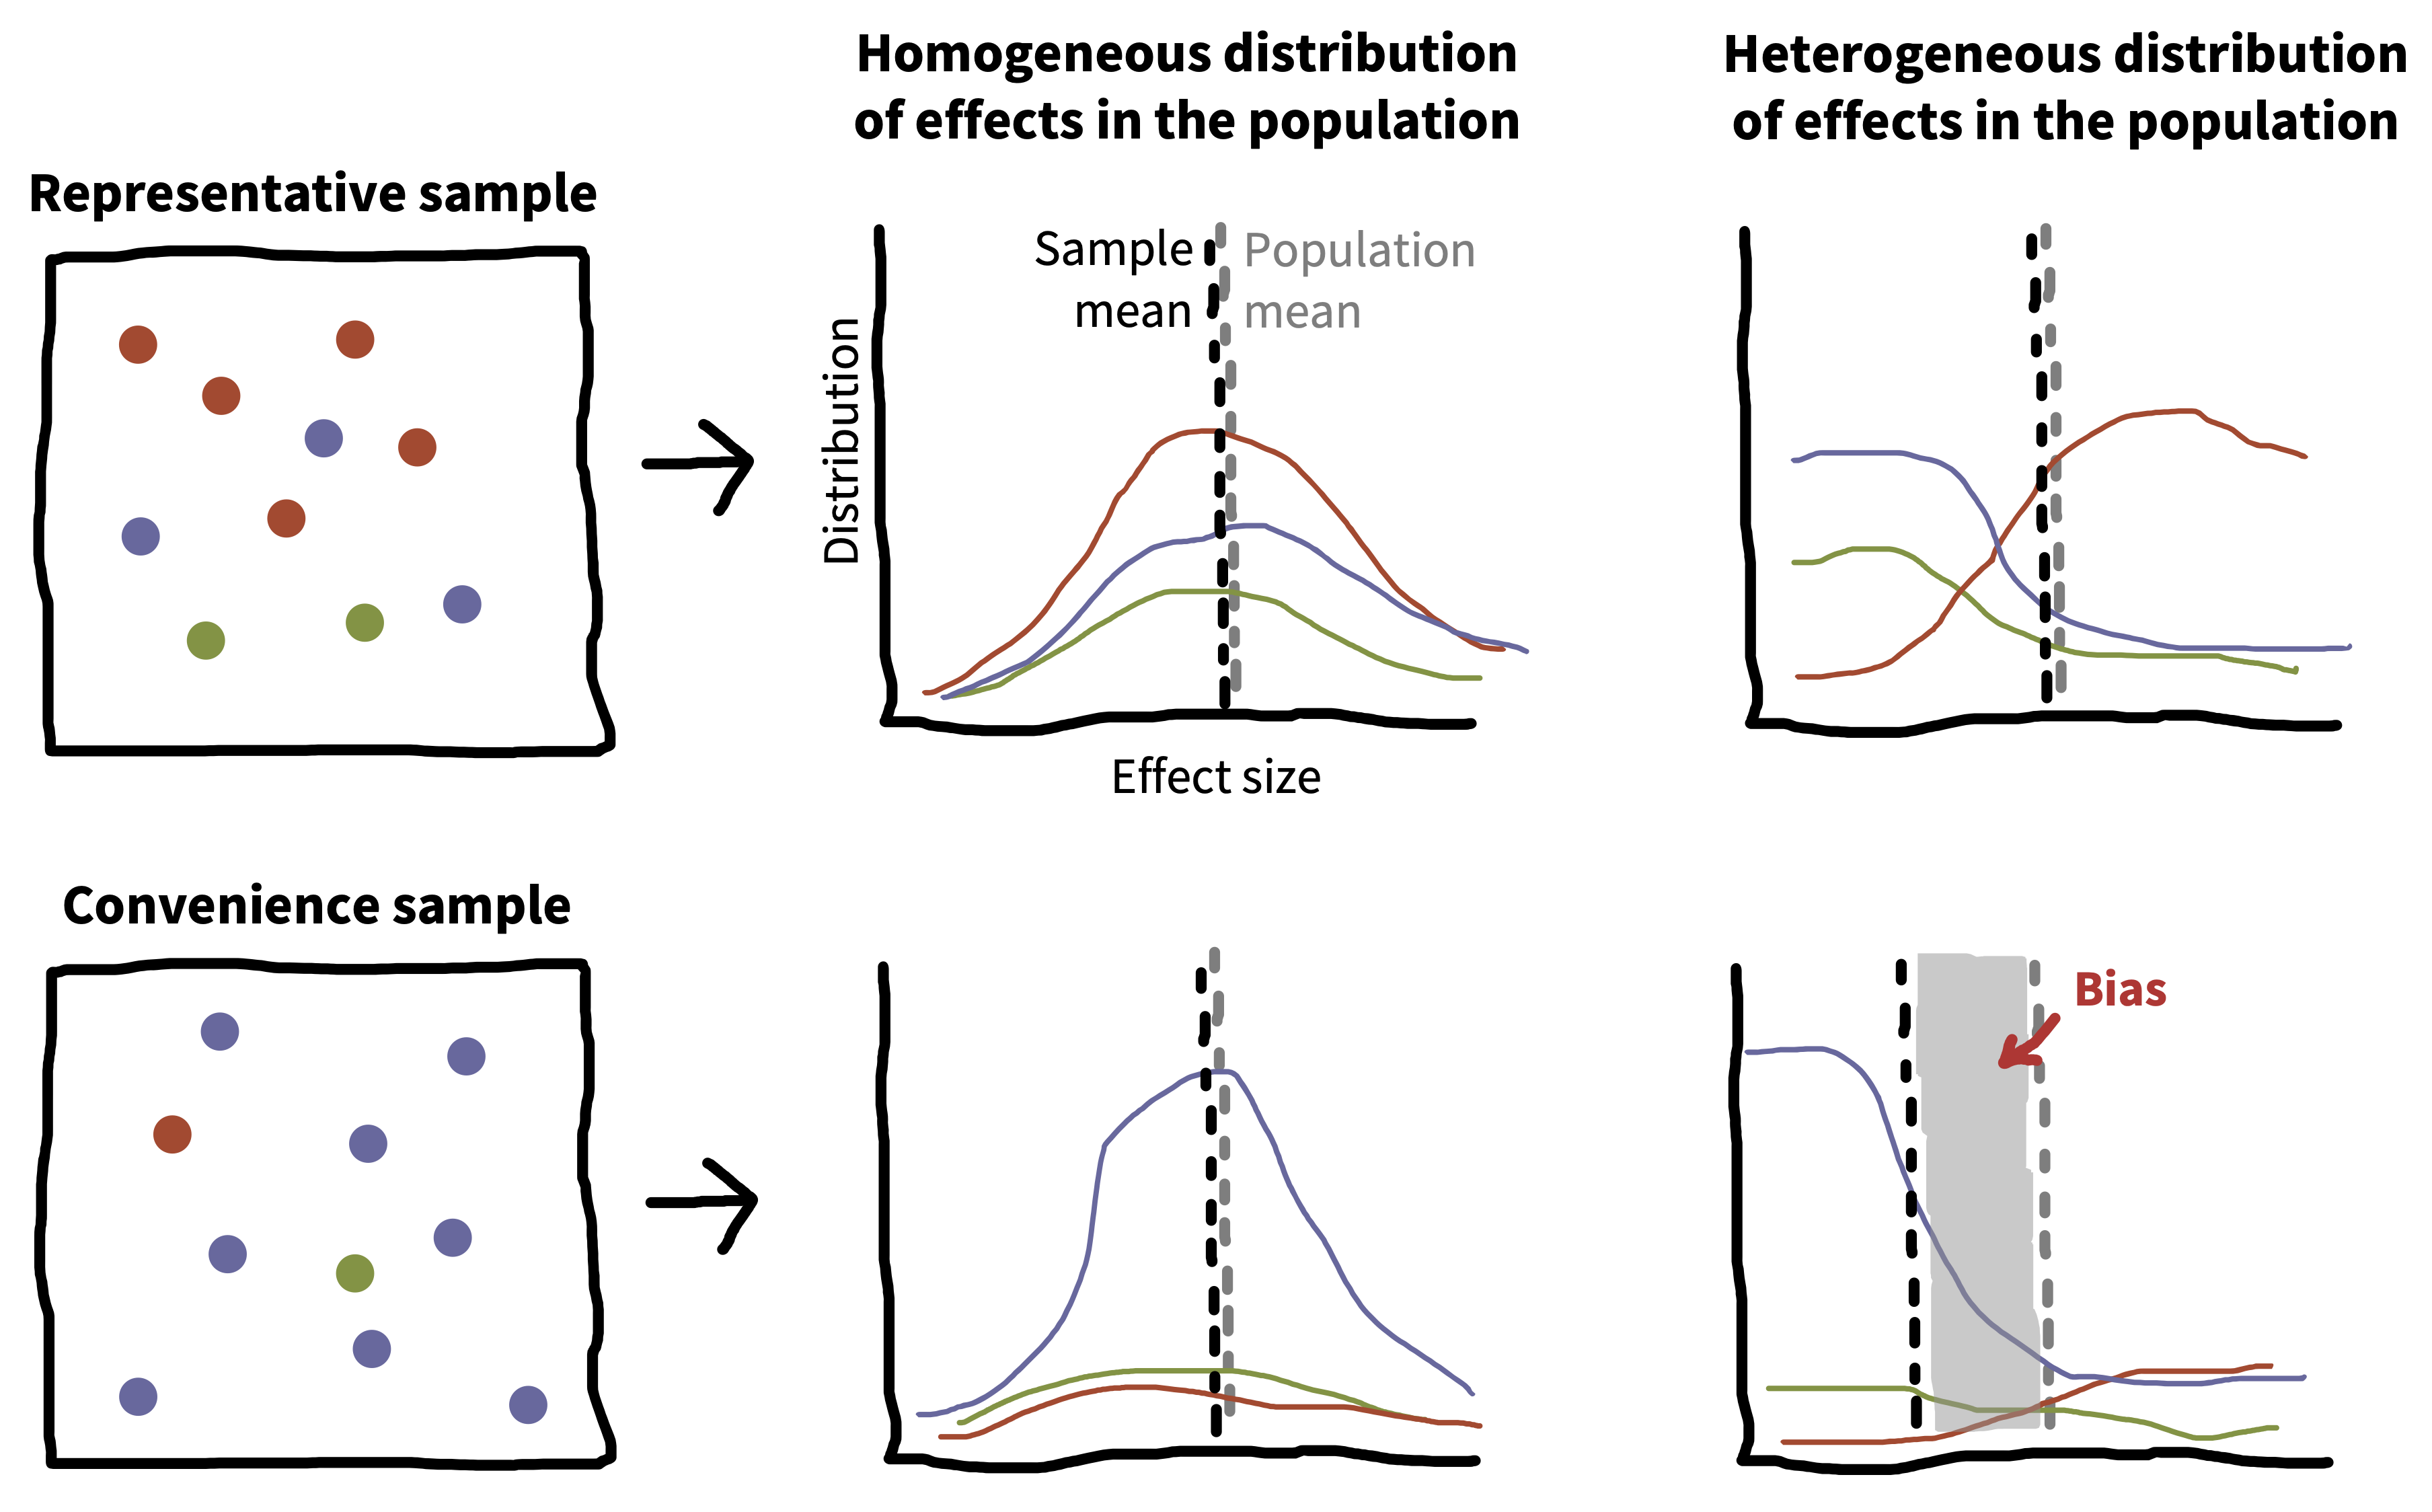 Homogeneous distribution
of effects in the population
Heterogeneous distribution
of effects in the population
Representative sample
Sample
mean
Population
mean
Distribution
Effect size
Convenience sample
Bias